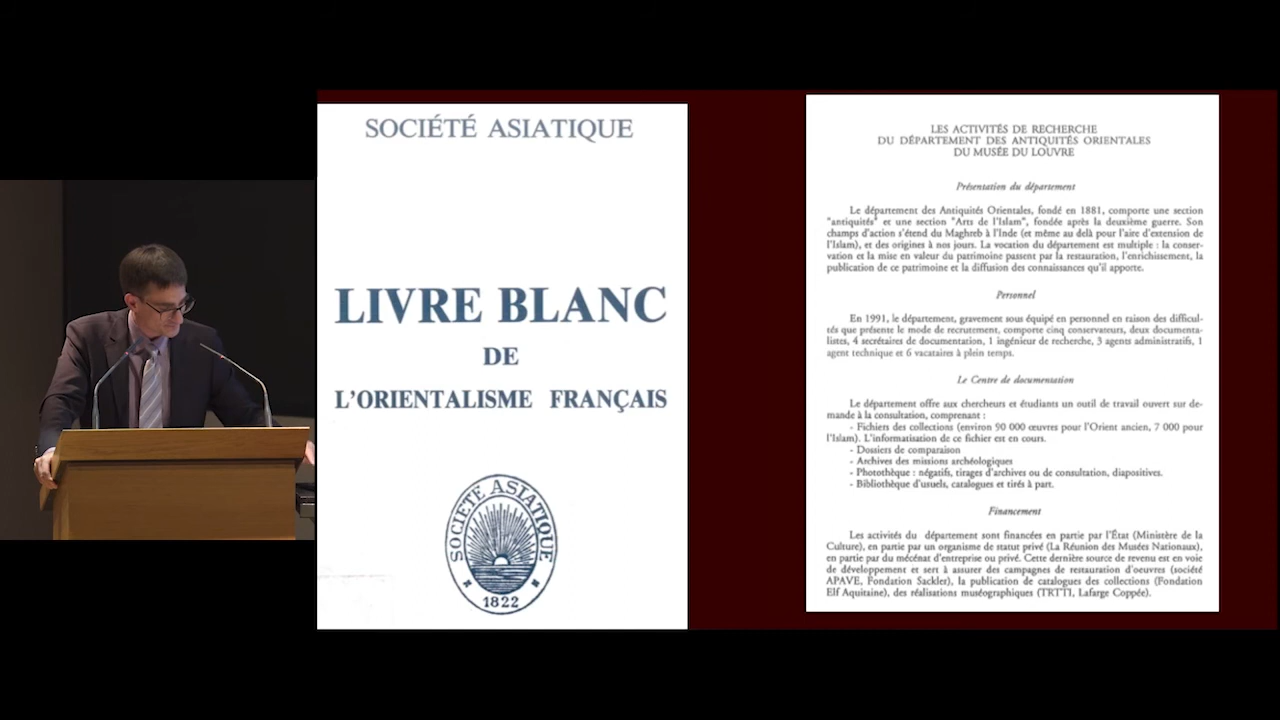 SOCIÉTÉ ASIATIQUE
LIVRE BLANC
DE
L'ORIENTALISME FRANÇAIS
SOCIÉTÉ ASIATIQUE
1822
LES ACTIVITÉS DE RECHERCHE
DU DÉPARTEMENT DES ANTIQUITÉS ORIENTALES
DU MUSÉE DU LOUVRE
Présentation du département
Le département des Antiquités Orientales, fondé en 1881, comporte une section
"antiquités" et une section "Arts de l'Islam", fondée après la deuxième guerre. Son
champs d'action s'étend du Maghreb à l'Inde (et même au delà pour l'aire d'extension de
l'Islam), et des origines à nos jours. La vocation du département est multiple : la conser-
vation et la mise en valeur du patrimoine passent par la restauration, l'enrichissement, la
publication de ce patrimoine et la diffusion des connaissances qu'il apporte.
Personnel
En 1991, le département, gravement sous équipé en personnel en raison des difficul-
tés que présente le mode de recrutement, comporte cinq conservateurs, deux documenta-
listes, 4 secrétaires de documentation, 1 ingénieur de recherche, 3 agents administratifs, 1
agent technique et 6 vacataires à plein temps.
Le Centre de documentation
Le département offre aux chercheurs et étudiants un outil de travail ouvert sur de-
mande à la consultation, comprenant :
- Fichiers des collections (environ 90 000 œuvres pour l'Orient ancien, 7 000 pour
l'Islam). L'informatisation de ce fichier est en cours.
- Dossiers de comparaison
- Archives des missions archéologiques
- Photothèque : négatifs, tirages d'archives ou de consultation, diapositives.
- Bibliothèque d'usuels, catalogues et tirés à part.
Financement
Les activités du département sont financées en partie par l'État (Ministère de la
Culture), en partie par un organisme de statut privé (La Réunion des Musées Nationaux),
en partie par du mécénat d'entreprise ou privé. Cette dernière source de revenu est en voie
de développement et sert à assurer des campagnes de restauration d'oeuvres (société
APAVE, Fondation Sackler), la publication de catalogues des collections (Fondation
Elf Aquitaine), des réalisations muséographiques (TRTT1, Lafarge Coppée).